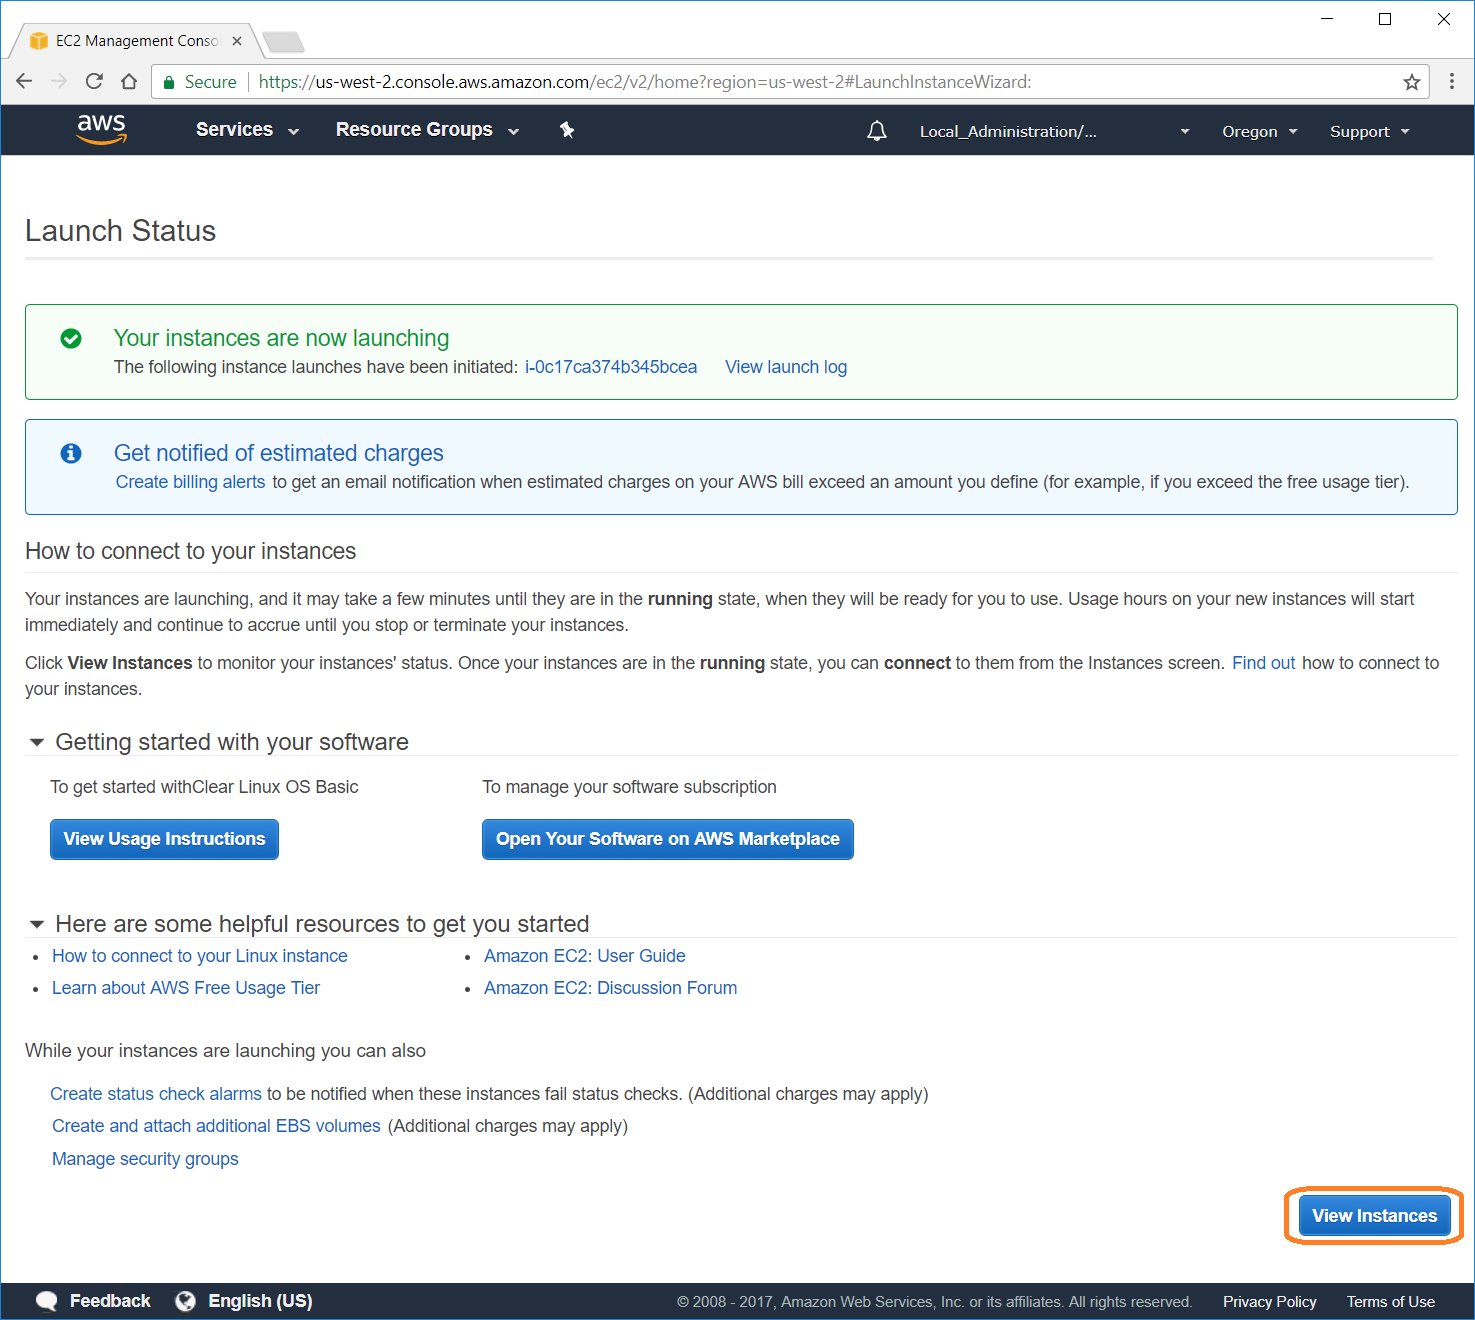 EC2 Management Conso
Secure https://us-west-2.console.aws.amazon.com/ec2/v2/home?region=us-west-2#LaunchInstanceWizard:
aws Services Resource Groups Local_Administration/... Oregon Support
Launch Status
Your instances are now launching
The following instance launches have been initiated: i-0c17ca374b345bcea View launch log
Get notified of estimated charges
Create billing alerts to get an email notification when estimated charges on your AWS bill exceed an amount you define (for example, if you exceed the free usage tier).
How to connect to your instances
Your instances are launching, and it may take a few minutes until they are in the running state, when they will be ready for you to use. Usage hours on your new instances will start
immediately and continue to accrue until you stop or terminate your instances.
Click View Instances to monitor your instances' status. Once your instances are in the running state, you can connect to them from the Instances screen. Find out how to connect to
your instances.
Getting started with your software
To get started withClear Linux OS Basic To manage your software subscription
View Usage Instructions Open Your Software on AWS Marketplace
Here are some helpful resources to get you started
• How to connect to your Linux instance • Amazon EC2: User Guide
• Learn about AWS Free Usage Tier • Amazon EC2: Discussion Forum
While your instances are launching you can also
Create status check alarms to be notified when these instances fail status checks. (Additional charges may apply)
Create and attach additional EBS volumes (Additional charges may apply)
Manage security groups
View Instances
Feedback English (US) © 2008 - 2017, Amazon Web Services, Inc. or its affiliates. All rights reserved. Privacy Policy Terms of Use